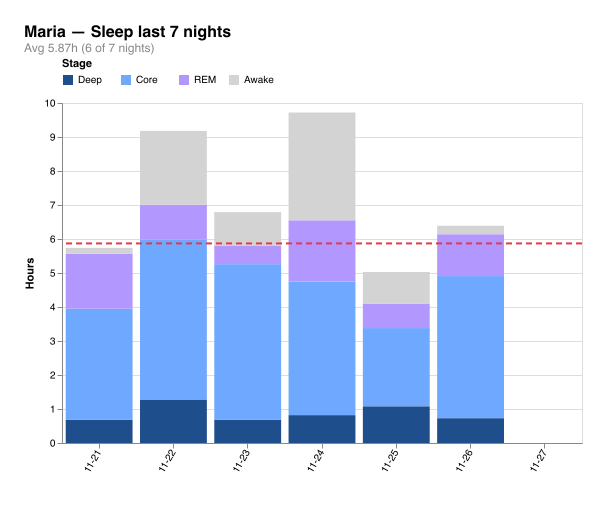 Maria — Sleep last 7 nights
Avg 5.87h (6 of 7 nights)
Stage
Deep Core REM Awake
10
9
8
7
6
5
4
3
2
1
0
Hours
11-21 11-22 11-23 11-24 11-25 11-26 11-27